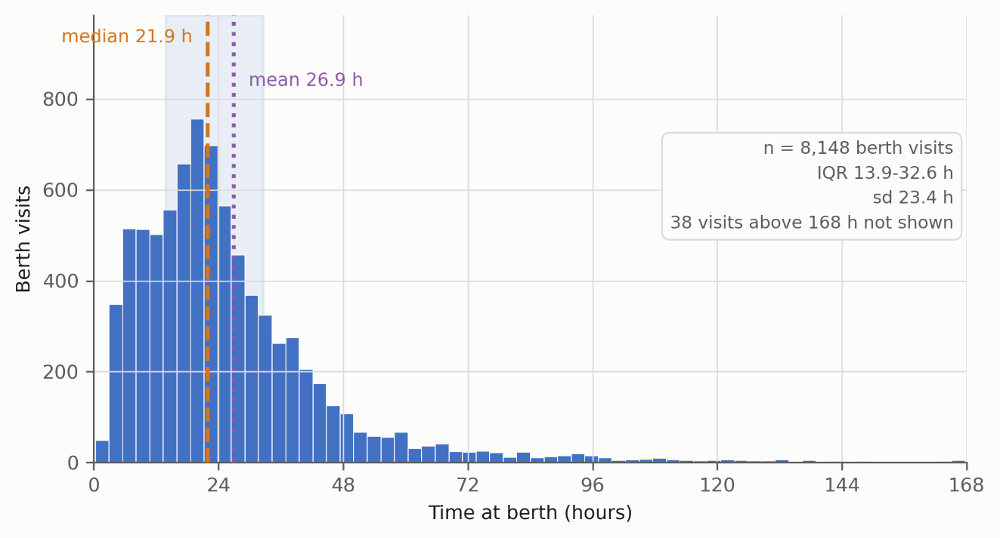 median 21.9 h
mean 26.9 h
n = 8,148 berth visits
IQR 13.9-32.6 h
sd 23.4 h
38 visits above 168 h not shown
Berth visits
800
600
400
200
0
0 24 48 72 96 120 144 168
Time at berth (hours)